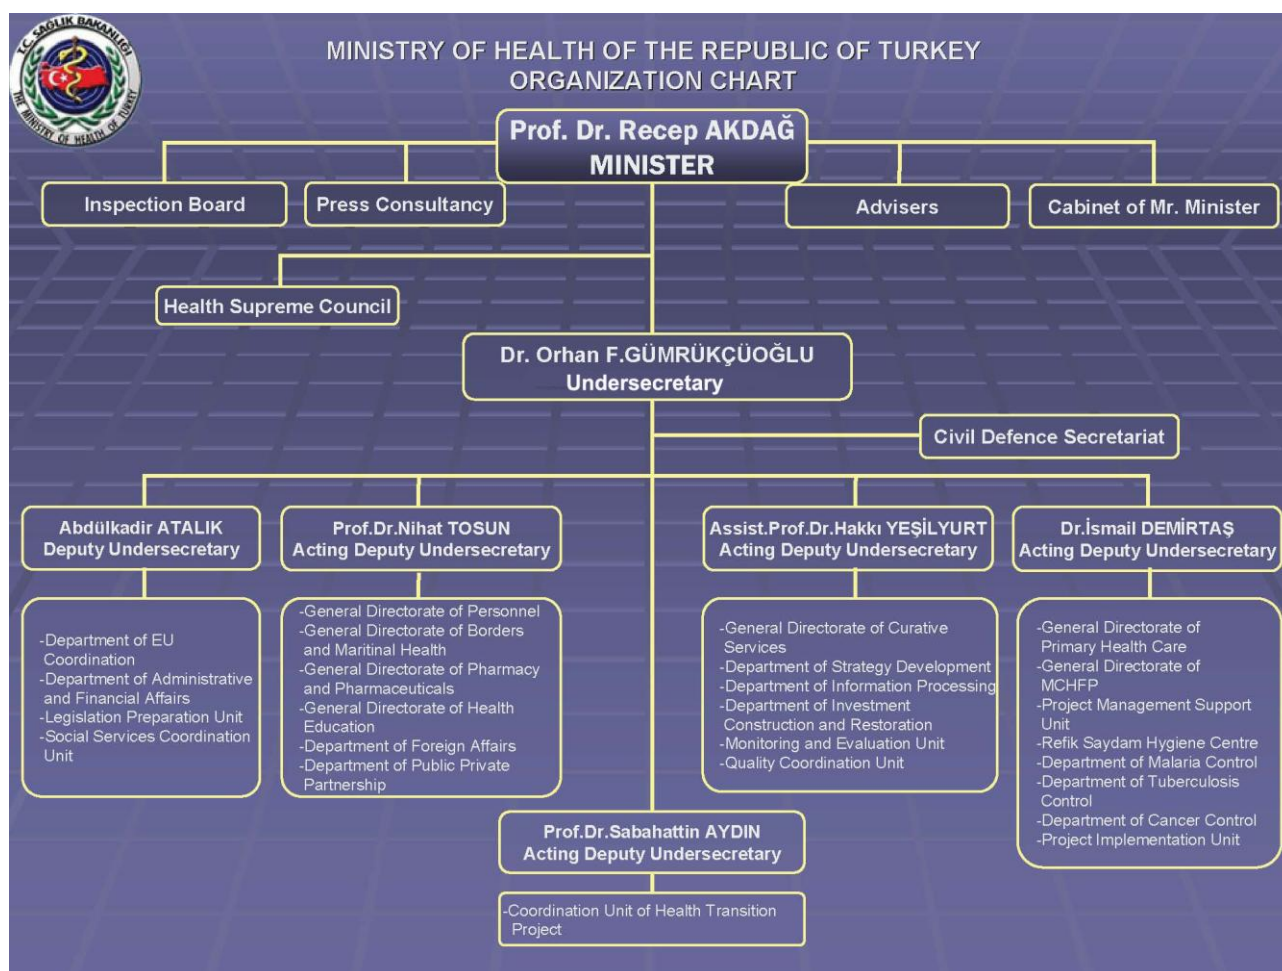 T.C. SAĞLIK BAKANLIĞI
THE MINISTRY OF HEALTH OF TURKEY
MINISTRY OF HEALTH OF THE REPUBLIC OF TURKEY
ORGANIZATION CHART
Prof. Dr. Recep AKDAĞ
MINISTER
Inspection Board
Press Consultancy
Advisers
Cabinet of Mr. Minister
Health Supreme Council
Dr. Orhan F.GÜMRÜKÇÜOĞLU
Undersecretary
Civil Defence Secretariat
Abdülkadir ATALIK
Deputy Undersecretary
Prof.Dr.Nihat TOSUN
Acting Deputy Undersecretary
Assist.Prof.Dr.Hakkı YEŞİLYURT
Acting Deputy Undersecretary
Dr.İsmail DEMİRTAŞ
Acting Deputy Undersecretary
-Department of EU
Coordination
-Department of Administrative
and Financial Affairs
-Legislation Preparation Unit
-Social Services Coordination
Unit
-General Directorate of Personnel
-General Directorate of Borders
and Maritinal Health
-General Directorate of Pharmacy
and Pharmaceuticals
-General Directorate of Health
Education
-Department of Foreign Affairs
-Department of Public Private
Partnership
-General Directorate of Curative
Services
-Department of Strategy Development
-Department of Information Processing
-Department of Investment
Construction and Restoration
-Monitoring and Evaluation Unit
-Quality Coordination Unit
-General Directorate of
Primary Health Care
-General Directorate of
MCHFP
-Project Management Support
Unit
-Refik Saydam Hygiene Centre
-Department of Malaria Control
-Department of Tuberculosis
Control
-Department of Cancer Control
-Project Implementation Unit
Prof.Dr.Sabahattin AYDIN
Acting Deputy Undersecretary
-Coordination Unit of Health Transition
Project